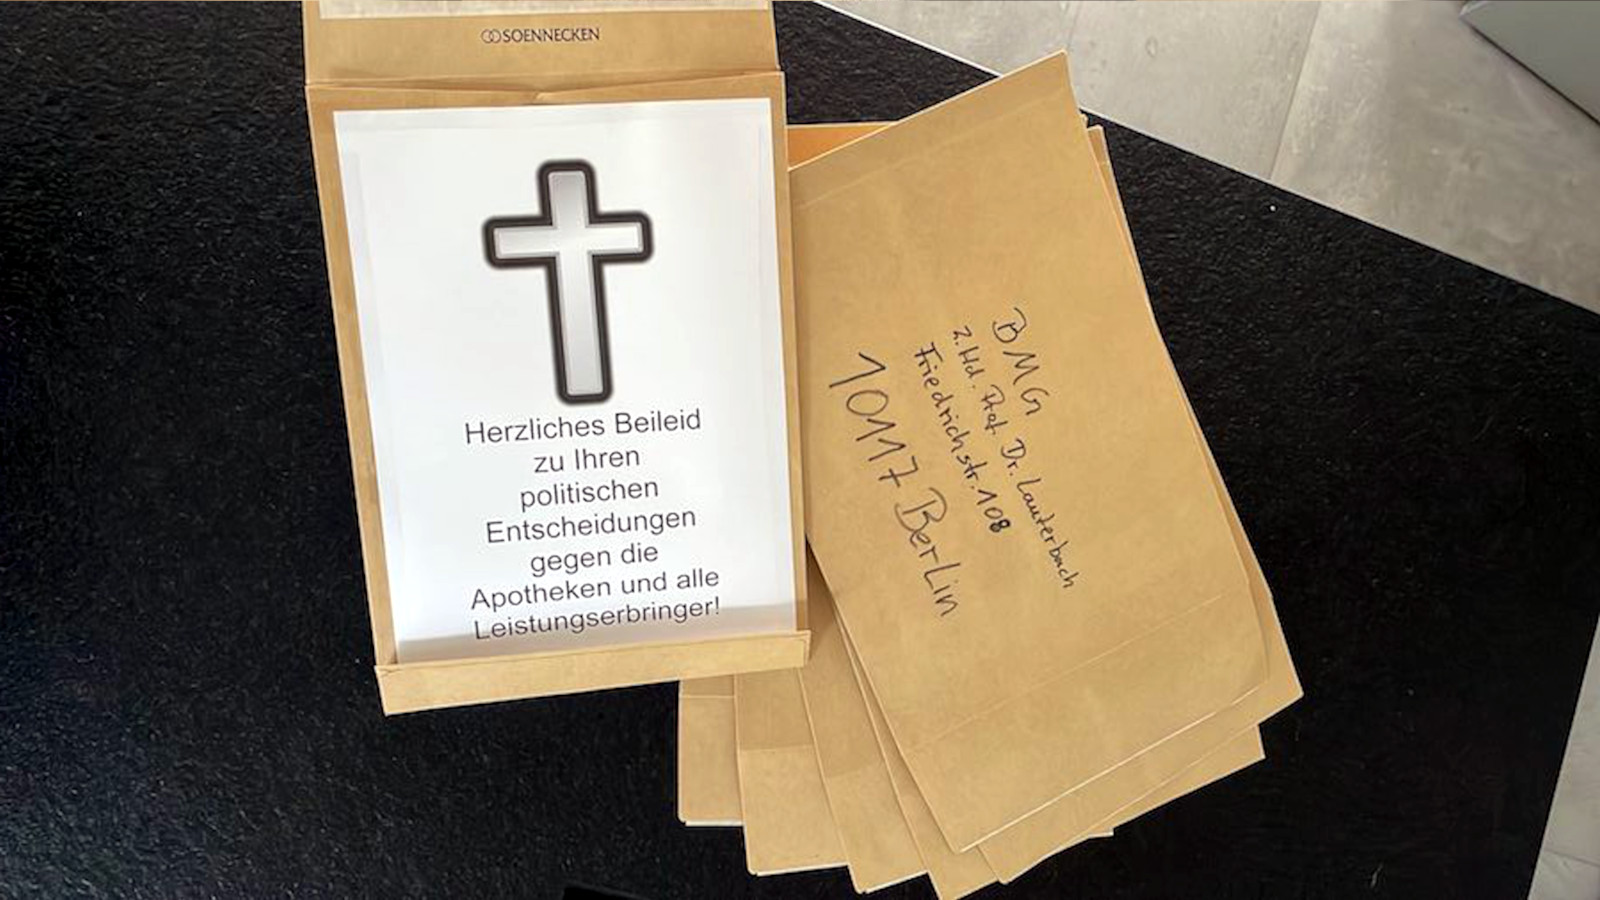 SOENNECKEN
Herzliches Beileid
zu Ihren
politischen
Entscheidungen
gegen die
Apotheken und alle
Leistungserbringer!
BMG
z. Hd. Prof. Dr. Lauterbach
Friedrichstr. 108
10117 Berlin